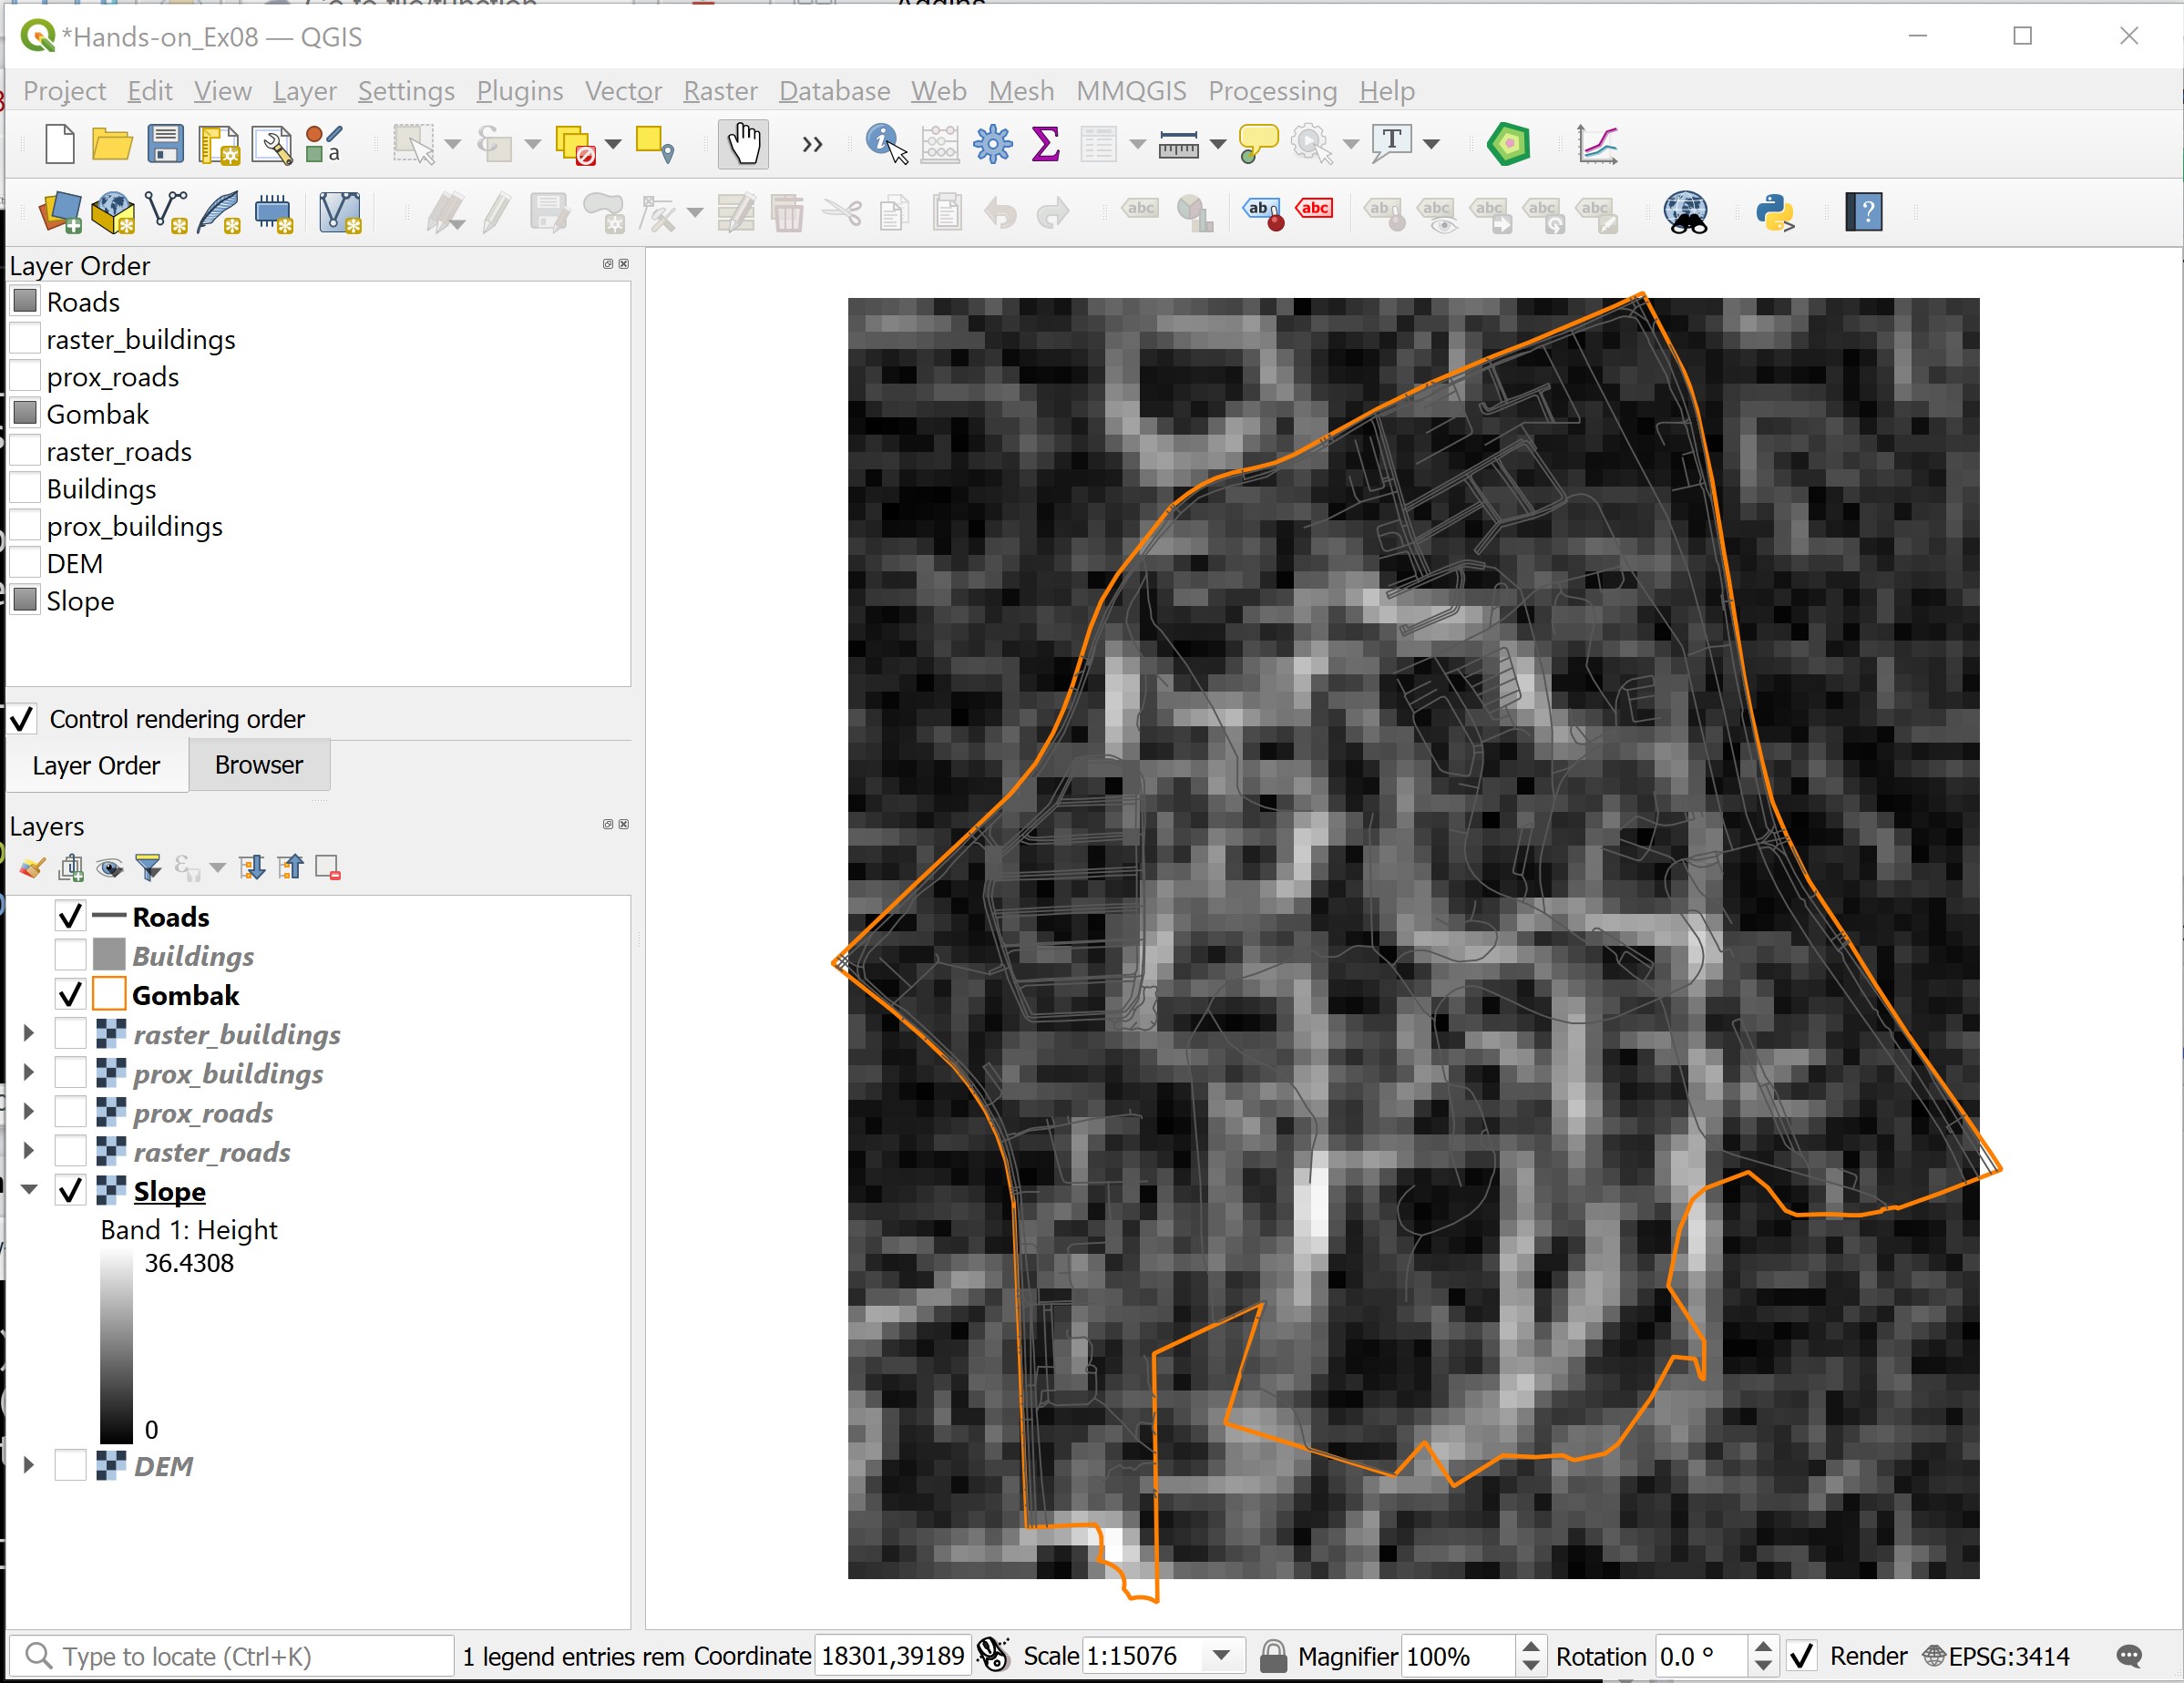 *Hands-on_Ex08 — QGIS
Project Edit View Layer Settings Plugins Vector Raster Database Web Mesh MMQGIS Processing Help
Layer Order
Roads
raster_buildings
prox_roads
Gombak
raster_roads
Buildings
prox_buildings
DEM
Slope
Control rendering order
Layer Order Browser
Layers
Roads
Buildings
Gombak
raster_buildings
prox_buildings
prox_roads
raster_roads
Slope
Band 1: Height
36.4308
0
DEM
Type to locate (Ctrl+K) 1 legend entries rem Coordinate 18301,39189 Scale 1:15076 Magnifier 100% Rotation 0.0 ° Render EPSG:3414